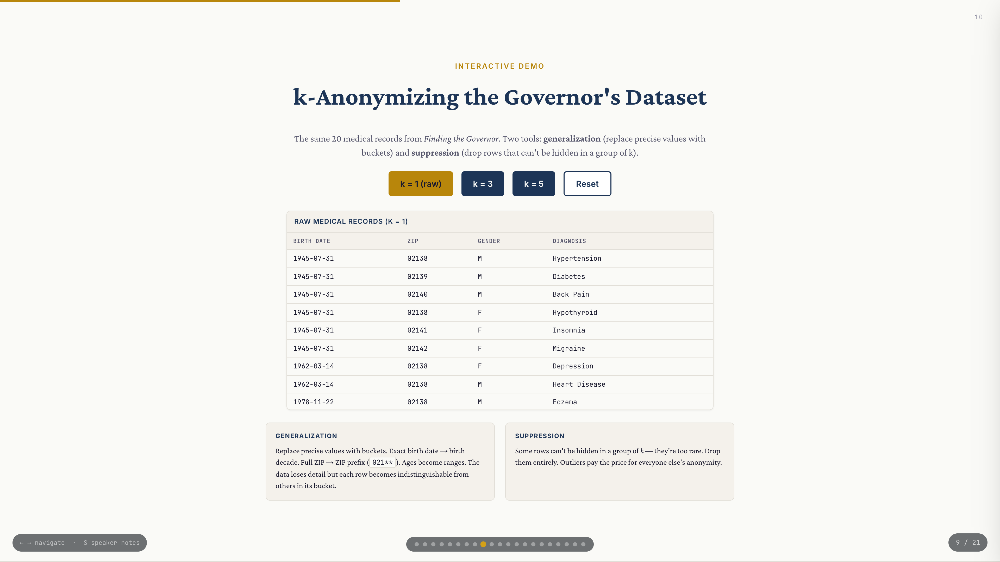 10
INTERACTIVE DEMO
k-Anonymizing the Governor's Dataset
The same 20 medical records from Finding the Governor. Two tools: generalization (replace precise values with
buckets) and suppression (drop rows that can't be hidden in a group of k).
k = 1 (raw) k = 3 k = 5 Reset
RAW MEDICAL RECORDS (K = 1)
BIRTH DATE ZIP GENDER DIAGNOSIS
1945-07-31 02138 M Hypertension
1945-07-31 02139 M Diabetes
1945-07-31 02140 M Back Pain
1945-07-31 02138 F Hypothyroid
1945-07-31 02141 F Insomnia
1945-07-31 02142 F Migraine
1962-03-14 02138 F Depression
1962-03-14 02138 M Heart Disease
1978-11-22 02138 M Eczema
GENERALIZATION
Replace precise values with buckets. Exact birth date → birth
decade. Full ZIP → ZIP prefix ( 021** ). Ages become ranges. The
data loses detail but each row becomes indistinguishable from
others in its bucket.
SUPPRESSION
Some rows can't be hidden in a group of k — they're too rare. Drop
them entirely. Outliers pay the price for everyone else's anonymity.
← → navigate · S speaker notes
9 / 21